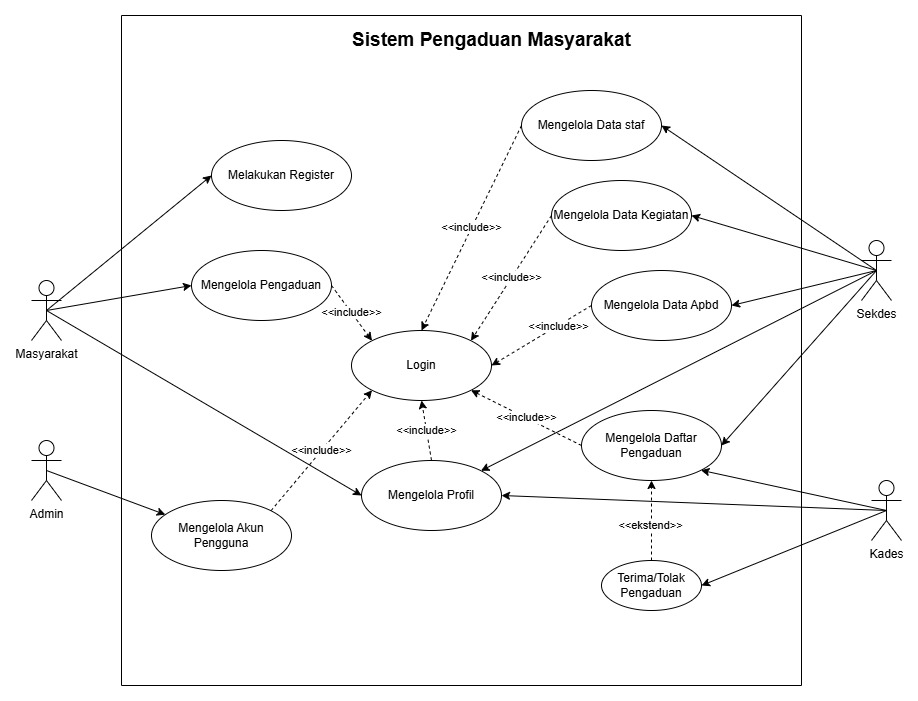 Sistem Pengaduan Masyarakat
Mengelola Data staf
Melakukan Register
Mengelola Data Kegiatan
<<include>>
Mengelola Pengaduan
<<include>>
Mengelola Data Apbd
Sekdes
<<include>>
<<include>>
Masyarakat
Login
<<include>>
<<include>>
<<include>>
Mengelola Daftar
Pengaduan
Mengelola Profil
Admin
Mengelola Akun
Pengguna
<<ekstend>>
Kades
Terima/Tolak
Pengaduan